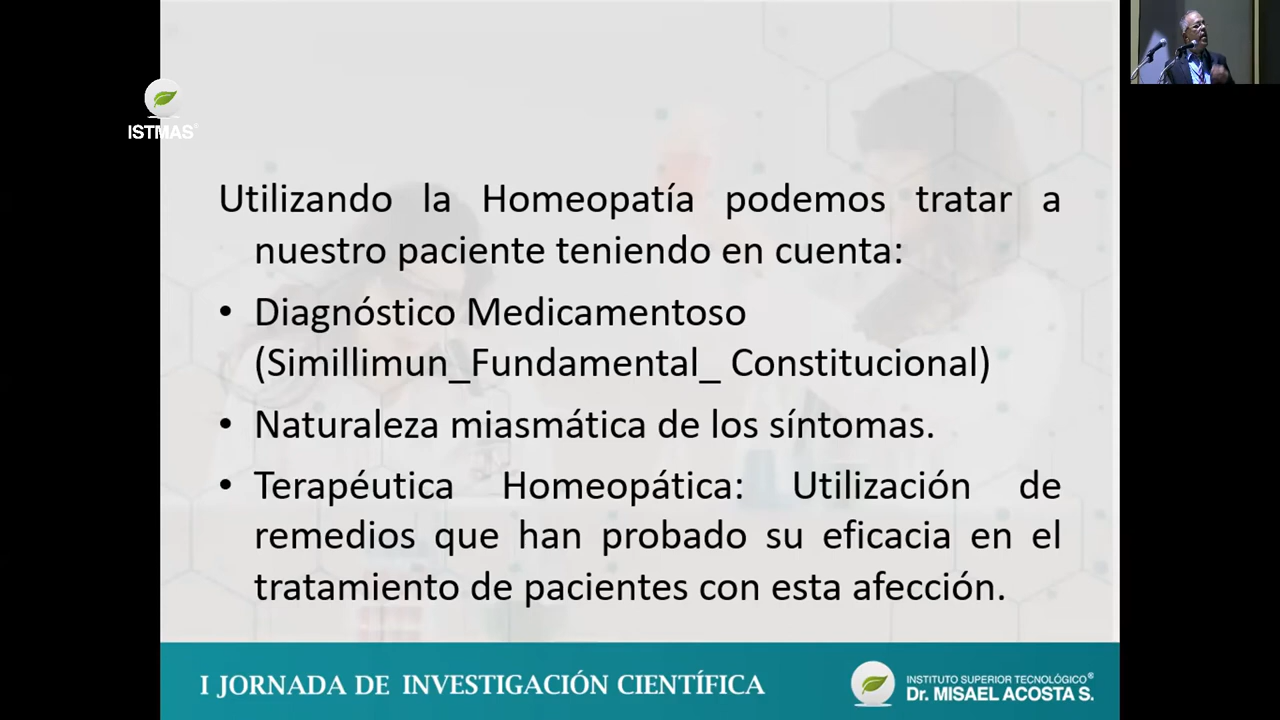 ISTMAS®
Utilizando la Homeopatía podemos tratar a
nuestro paciente teniendo en cuenta:
• Diagnóstico Medicamentoso
(Simillimun_Fundamental_ Constitucional)
• Naturaleza miasmática de los síntomas.
• Terapéutica Homeopática: Utilización de
remedios que han probado su eficacia en el
tratamiento de pacientes con esta afección.
I JORNADA DE INVESTIGACIÓN CIENTÍFICA
INSTITUTO SUPERIOR TECNOLÓGICO®
Dr. MISAEL ACOSTA S.